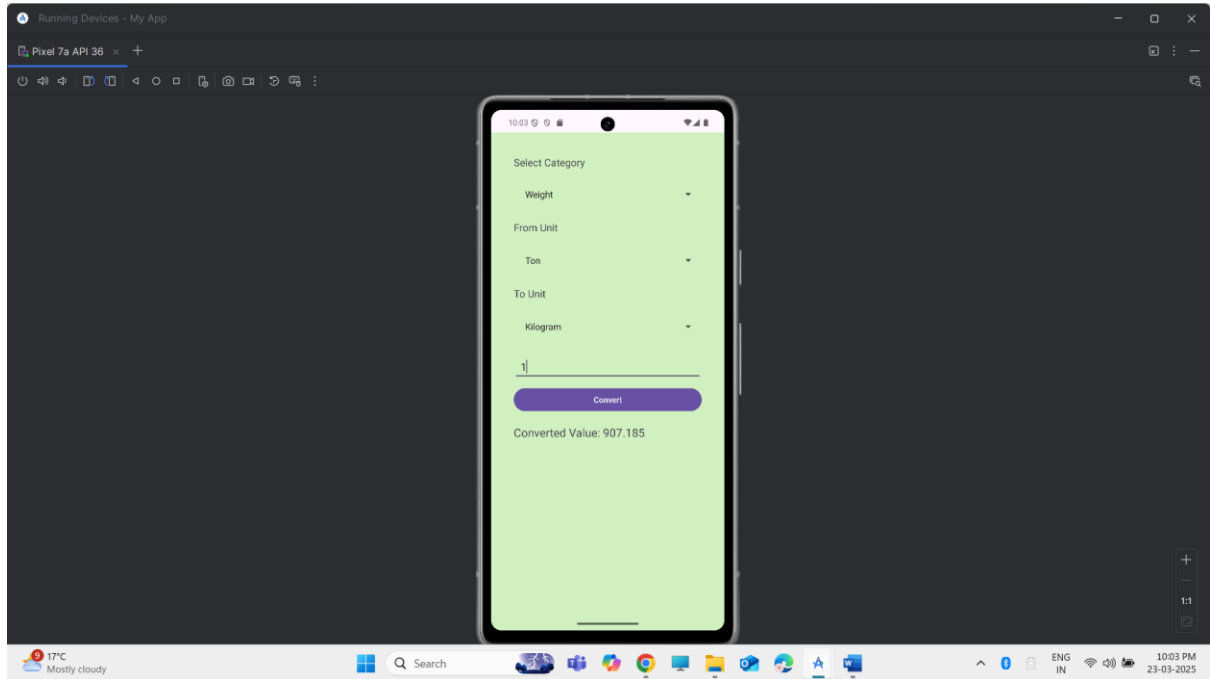 Running Devices - My App
Pixel 7a API 36
10:03
Select Category
Weight
From Unit
Ton
To Unit
Kilogram
1
Convert
Converted Value: 907.185
1:1
9
17°C
Mostly cloudy
Search
ENG
IN
10:03 PM
23-03-2025